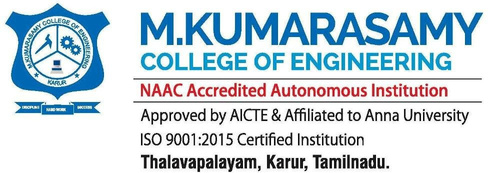 M.KUMARASAMY COLLEGE OF ENGINEERING
KARUR
DISCIPLINE HARD WORK SUCCESS
M.KUMARASAMY
COLLEGE OF ENGINEERING
NAAC Accredited Autonomous Institution
Approved by AICTE & Affiliated to Anna University
ISO 9001:2015 Certified Institution
Thalavapalayam, Karur, Tamilnadu.